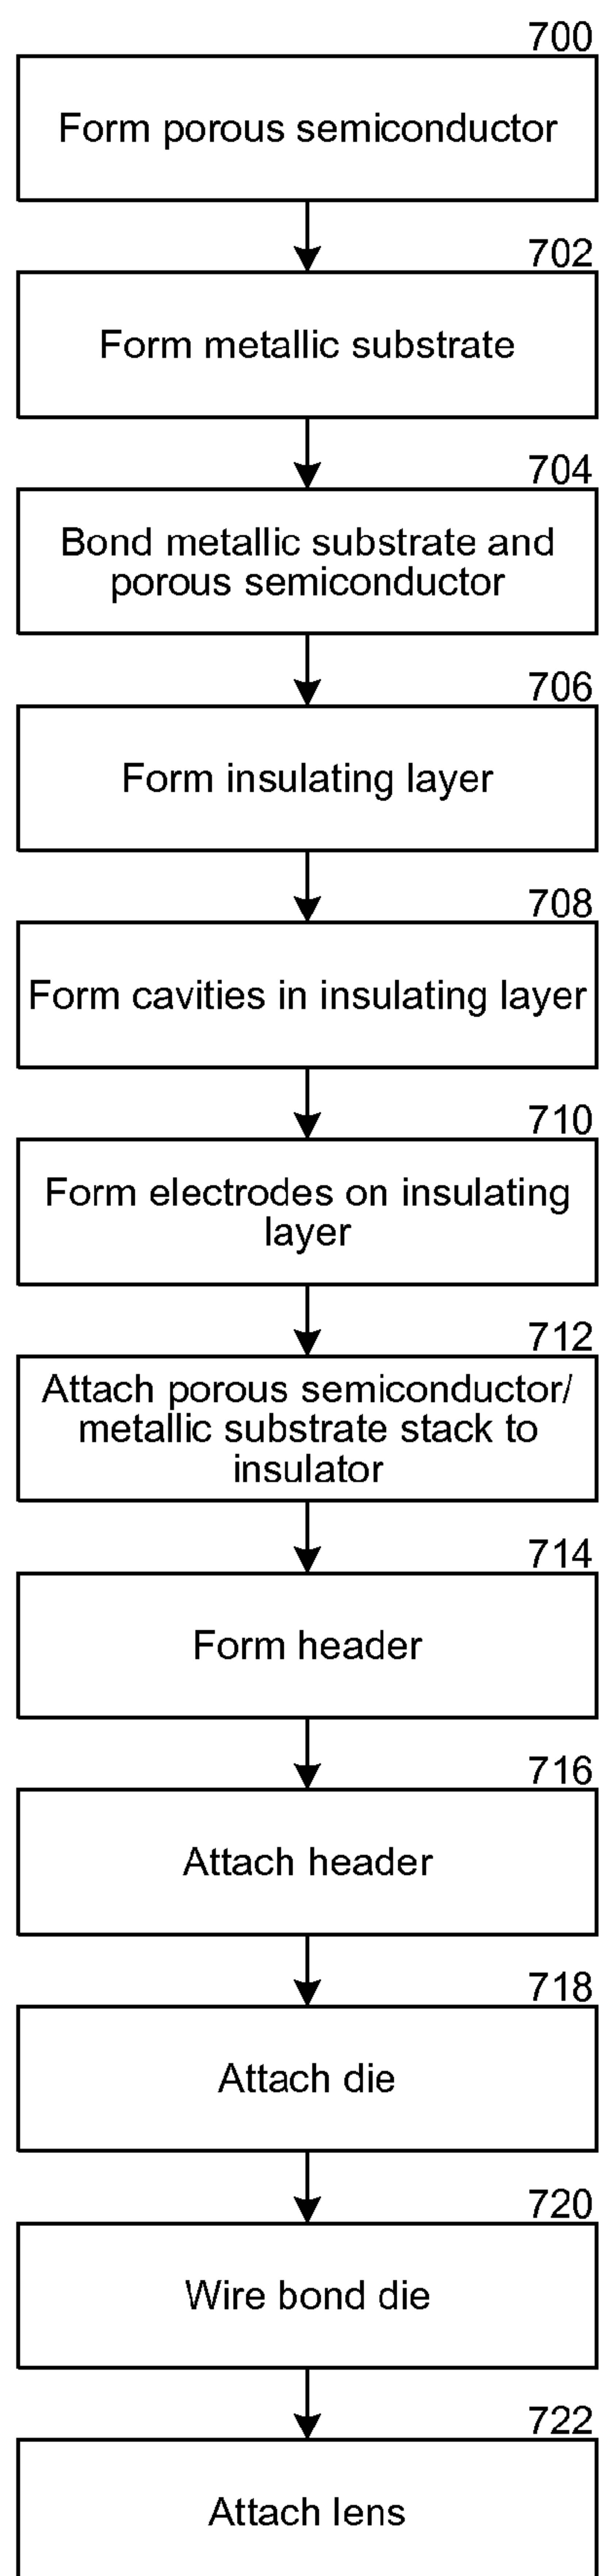 700
Form porous semiconductor
702
Form metallic substrate
704
Bond metallic substrate and
porous semiconductor
706
Form insulating layer
708
Form cavities in insulating layer
710
Form electrodes on insulating
layer
712
Attach porous semiconductor/
metallic substrate stack to
insulator
714
Form header
716
Attach header
718
Attach die
720
Wire bond die
722
Attach lens